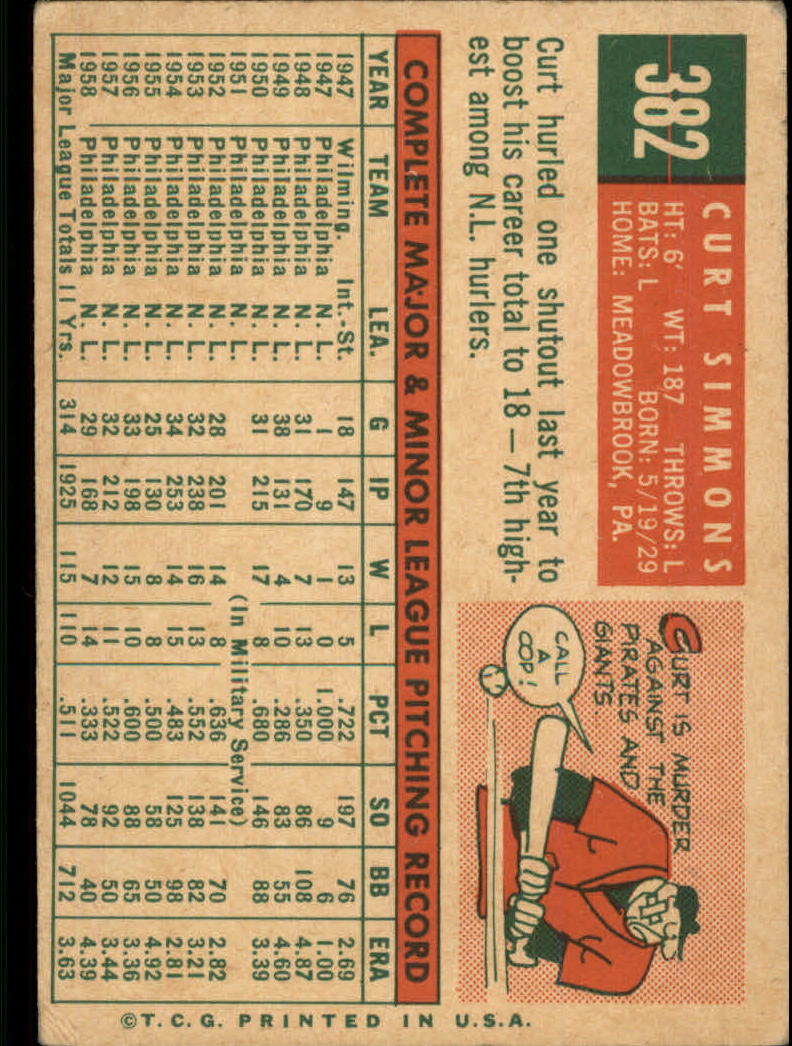 382
CURT SIMMONS
HT: 6' WT: 187 THROWS: L
BATS: L BORN: 5/19/29
HOME: MEADOWBROOK, PA.
Curt hurled one shutout last year to
boost his career total to 18 — 7th high-
est among N.L. hurlers.
CURT IS MURDER
AGAINST THE
PIRATES AND
GIANTS..
CALL
A
COP!
COMPLETE MAJOR & MINOR LEAGUE PITCHING RECORD
YEAR TEAM LEA. G IP W L PCT SO BB ERA
1947 Wilming. Int.-St. 18 147 13 5 .722 197 76 2.69
1947 Philadelphia N. L. 1 9 1 0 1.000 9 6 1.00
1948 Philadelphia N. L. 31 170 7 13 .350 86 108 4.87
1949 Philadelphia N. L. 38 131 4 10 .286 83 55 4.60
1950 Philadelphia N. L. 31 215 17 8 .680 146 88 3.39
1951 Philadelphia N. L. (In Military Service)
1952 Philadelphia N. L. 28 201 14 8 .636 141 70 2.82
1953 Philadelphia N. L. 32 238 16 13 .552 138 82 3.21
1954 Philadelphia N. L. 34 253 14 15 .483 125 98 2.81
1955 Philadelphia N. L. 25 130 8 8 .500 58 50 4.92
1956 Philadelphia N. L. 33 198 15 10 .600 88 65 3.36
1957 Philadelphia N. L. 32 212 12 11 .522 92 50 3.44
1958 Philadelphia N. L. 29 168 7 14 .333 78 40 4.39
Major League Totals 11 Yrs. 314 1925 115 110 .511 1044 712 3.63
©T. C. G. PRINTED IN U.S.A.